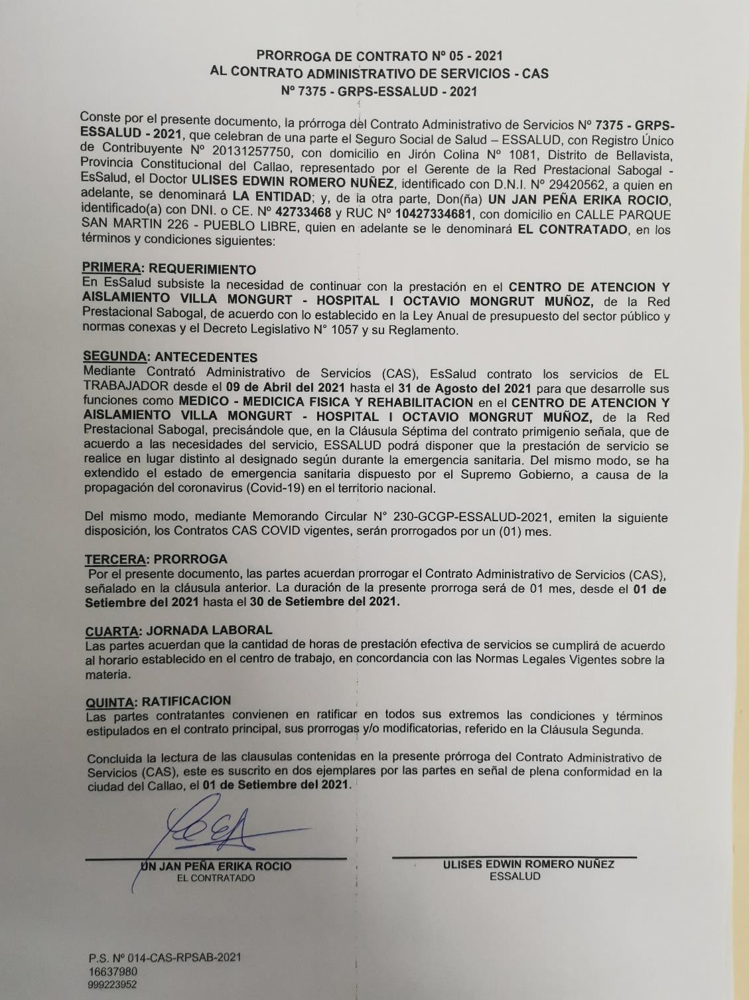 PRORROGA DE CONTRATO Nº 05 - 2021
AL CONTRATO ADMINISTRATIVO DE SERVICIOS - CAS
Nº 7375 - GRPS-ESSALUD - 2021
Conste por el presente documento, la prórroga del Contrato Administrativo de Servicios Nº 7375 - GRPS-
ESSALUD - 2021, que celebran de una parte el Seguro Social de Salud – ESSALUD, con Registro Único
de Contribuyente Nº 20131257750, con domicilio en Jirón Colina Nº 1081, Distrito de Bellavista,
Provincia Constitucional del Callao, representado por el Gerente de la Red Prestacional Sabogal -
EsSalud, el Doctor ULISES EDWIN ROMERO NUÑEZ, identificado con D.N.I. Nº 29420562, a quien en
adelante, se denominará LA ENTIDAD; y, de la otra parte, Don(ña) UN JAN PEÑA ERIKA ROCIO,
identificado(a) con DNI. o CE. Nº 42733468 y RUC Nº 10427334681, con domicilio en CALLE PARQUE
SAN MARTIN 226 - PUEBLO LIBRE, quien en adelante se le denominará EL CONTRATADO, en los
términos y condiciones siguientes:
PRIMERA: REQUERIMIENTO
En EsSalud subsiste la necesidad de continuar con la prestación en el CENTRO DE ATENCION Y
AISLAMIENTO VILLA MONGURT - HOSPITAL I OCTAVIO MONGRUT MUÑOZ, de la Red
Prestacional Sabogal, de acuerdo con lo establecido en la Ley Anual de presupuesto del sector público y
normas conexas y el Decreto Legislativo N° 1057 y su Reglamento.
SEGUNDA: ANTECEDENTES
Mediante Contrató Administrativo de Servicios (CAS), EsSalud contrato los servicios de EL
TRABAJADOR desde el 09 de Abril del 2021 hasta el 31 de Agosto del 2021 para que desarrolle sus
funciones como MEDICO - MEDICICA FISICA Y REHABILITACION en el CENTRO DE ATENCION Y
AISLAMIENTO VILLA MONGURT - HOSPITAL I OCTAVIO MONGRUT MUÑOZ, de la Red
Prestacional Sabogal, precisándole que, en la Cláusula Séptima del contrato primigenio señala, que de
acuerdo a las necesidades del servicio, ESSALUD podrá disponer que la prestación de servicio se
realice en lugar distinto al designado según durante la emergencia sanitaria. Del mismo modo, se ha
extendido el estado de emergencia sanitaria dispuesto por el Supremo Gobierno, a causa de la
propagación del coronavirus (Covid-19) en el territorio nacional.
Del mismo modo, mediante Memorando Circular N° 230-GCGP-ESSALUD-2021, emiten la siguiente
disposición, los Contratos CAS COVID vigentes, serán prorrogados por un (01) mes.
TERCERA: PRORROGA
Por el presente documento, las partes acuerdan prorrogar el Contrato Administrativo de Servicios (CAS),
señalado en la cláusula anterior. La duración de la presente prorroga será de 01 mes, desde el 01 de
Setiembre del 2021 hasta el 30 de Setiembre del 2021.
CUARTA: JORNADA LABORAL
Las partes acuerdan que la cantidad de horas de prestación efectiva de servicios se cumplirá de acuerdo
al horario establecido en el centro de trabajo, en concordancia con las Normas Legales Vigentes sobre la
materia.
QUINTA: RATIFICACION
Las partes contratantes convienen en ratificar en todos sus extremos las condiciones y términos
estipulados en el contrato principal, sus prorrogas y/o modificatorias, referido en la Cláusula Segunda.
Concluida la lectura de las clausulas contenidas en la presente prórroga del Contrato Administrativo de
Servicios (CAS), este es suscrito en dos ejemplares por las partes en señal de plena conformidad en la
ciudad del Callao, el 01 de Setiembre del 2021.
UN JAN PEÑA ERIKA ROCIO
EL CONTRATADO
ULISES EDWIN ROMERO NUÑEZ
ESSALUD
P.S. Nº 014-CAS-RPSAB-2021
16637980
999223952